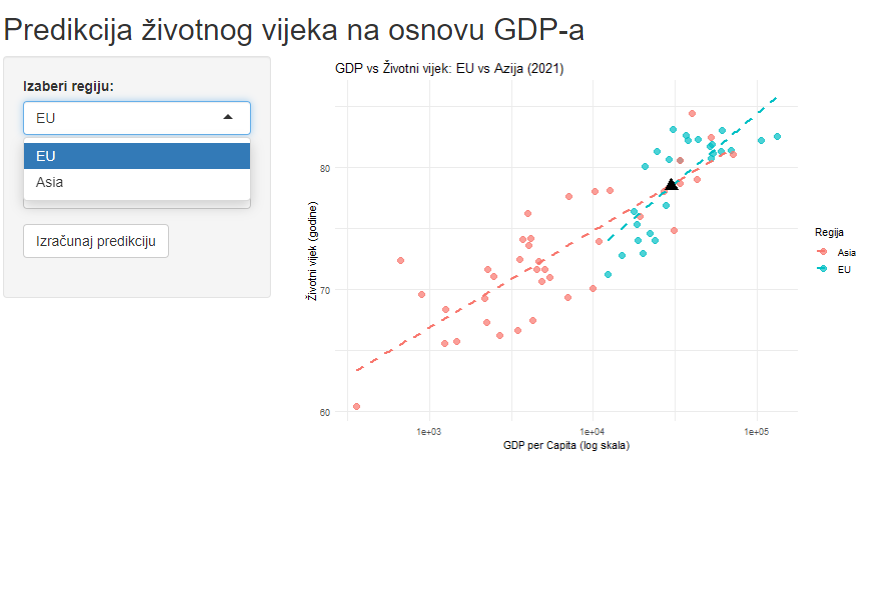 Predikcija životnog vijeka na osnovu GDP-a
Izaberi regiju:
EU
EU
Asia
Izračunaj predikciju
GDP vs Životni vijek: EU vs Azija (2021)
Životni vijek (godine)
80
70
60
1e+03
1e+04
1e+05
GDP per Capita (log skala)
Regija
Asia
EU